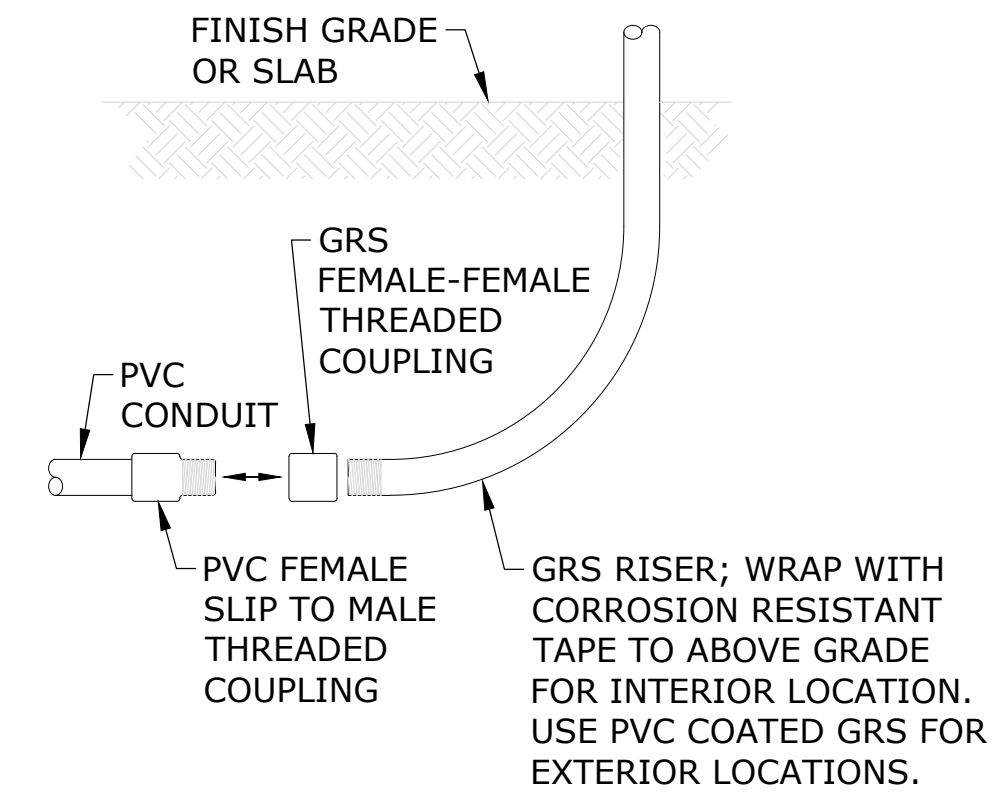 FINISH GRADE
OR SLAB
GRS
FEMALE-FEMALE
THREADED
COUPLING
PVC
CONDUIT
PVC FEMALE
SLIP TO MALE
THREADED
COUPLING
GRS RISER; WRAP WITH
CORROSION RESISTANT
TAPE TO ABOVE GRADE
FOR INTERIOR LOCATION.
USE PVC COATED GRS FOR
EXTERIOR LOCATIONS.